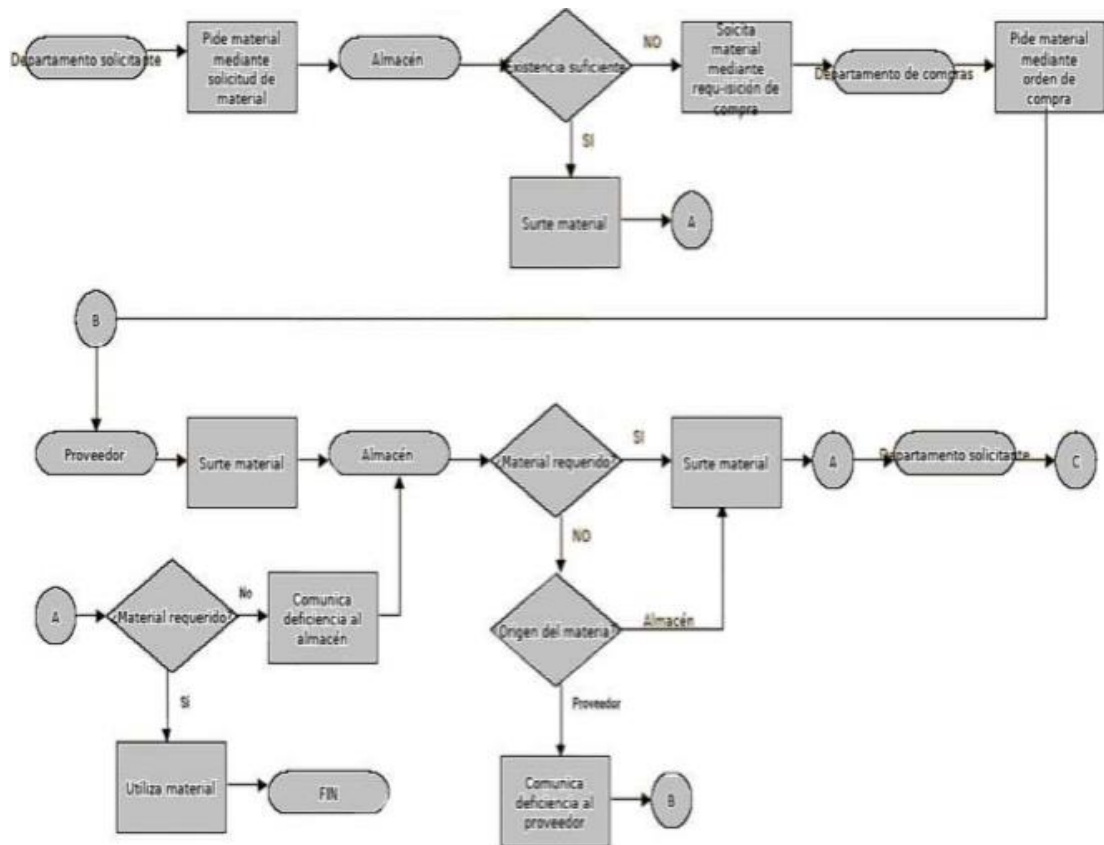 Departamento solicitante
Pide material
mediante
solicitud de
material
Almacén
Existencia suficiente
NO
SI
Soicita
material
mediante
requ-isición de
compra
Departamento de compras
Pide material
mediante
orden de
compra
Surte material
A
B
Proveedor
Surte material
Almacén
¿Material requerido?
SI
NO
Surte material
A
Departamento solicitante
C
A
¿Material requerido?
No
Comunica
deficiencia al
almacén
Origen del materia?
Almacén
Sí
Proveedor
Utiliza material
FIN
Comunica
deficiencia al
proveedor
B